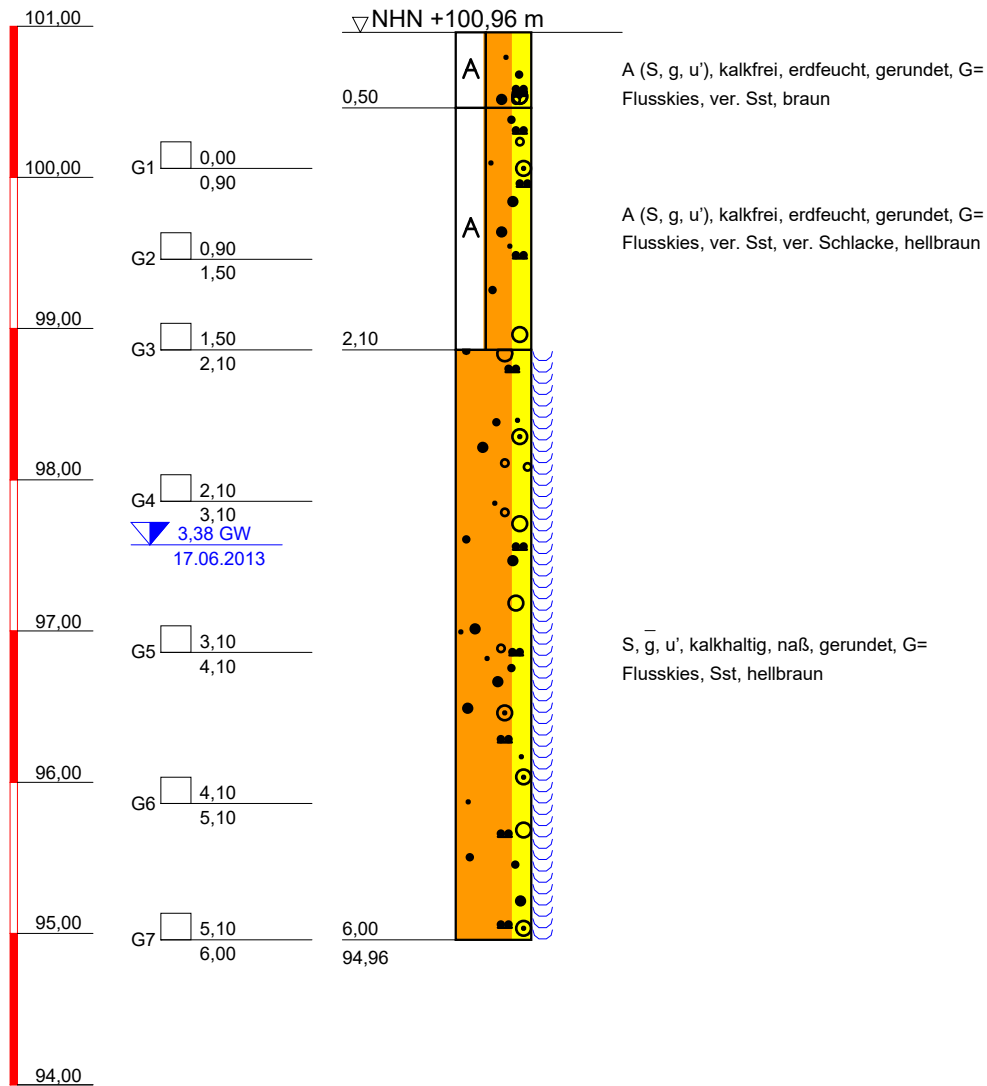 101,00
NHN +100,96 m
A
A (S, g, u'), kalkfrei, erdfeucht, gerundet, G=
Flusskies, ver. Sst, braun
0,50
G1
0,00
0,90
100,00
A
A (S, g, u'), kalkfrei, erdfeucht, gerundet, G=
Flusskies, ver. Sst, ver. Schlacke, hellbraun
G2
0,90
1,50
99,00
G3
1,50
2,10
2,10
98,00
G4
2,10
3,10
3,38 GW
17.06.2013
97,00
G5
3,10
4,10
S, g̅, u', kalkhaltig, naß, gerundet, G=
Flusskies, Sst, hellbraun
96,00
G6
4,10
5,10
95,00
G7
5,10
6,00
6,00
94,96
94,00